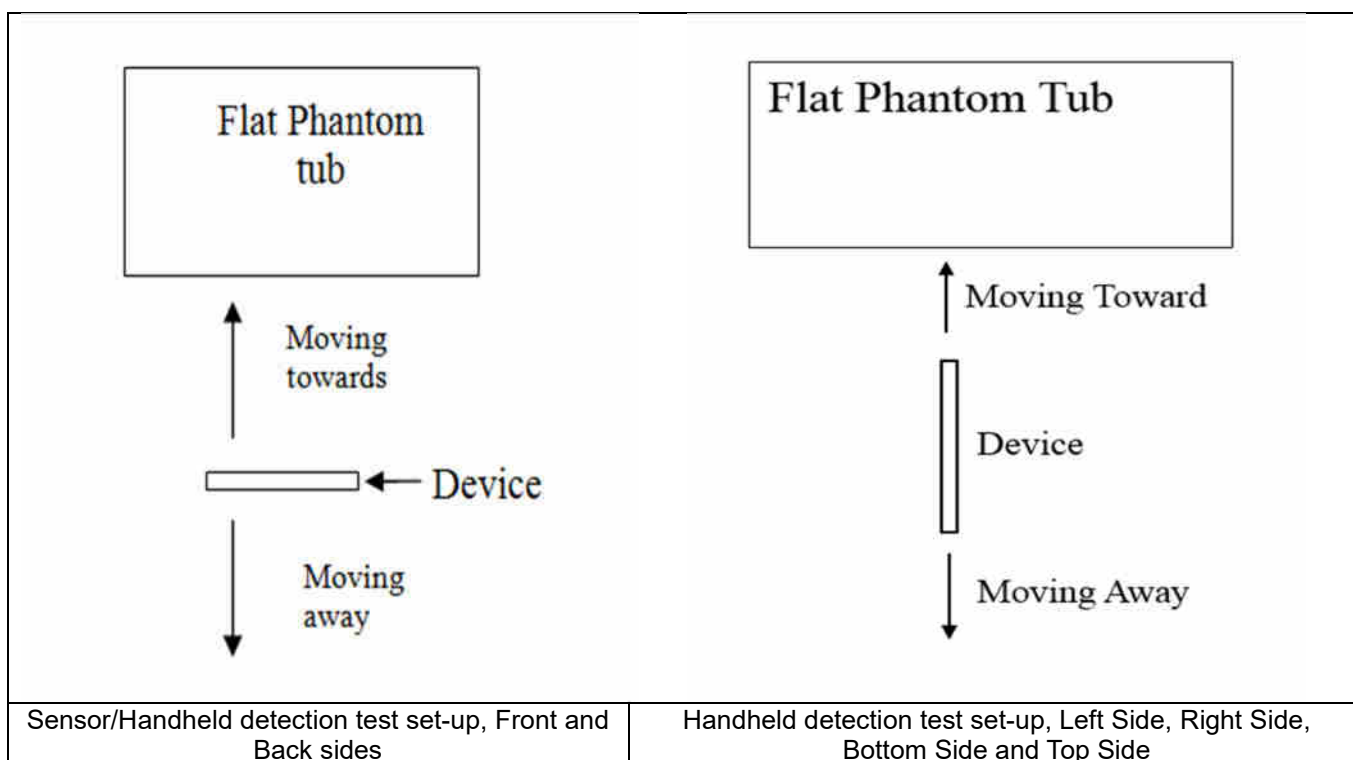 Flat Phantom
tub
Moving
towards
Device
Moving
away
Flat Phantom Tub
Moving Toward
Device
Moving Away
Sensor/Handheld detection test set-up, Front and
Back sides
Handheld detection test set-up, Left Side, Right Side,
Bottom Side and Top Side